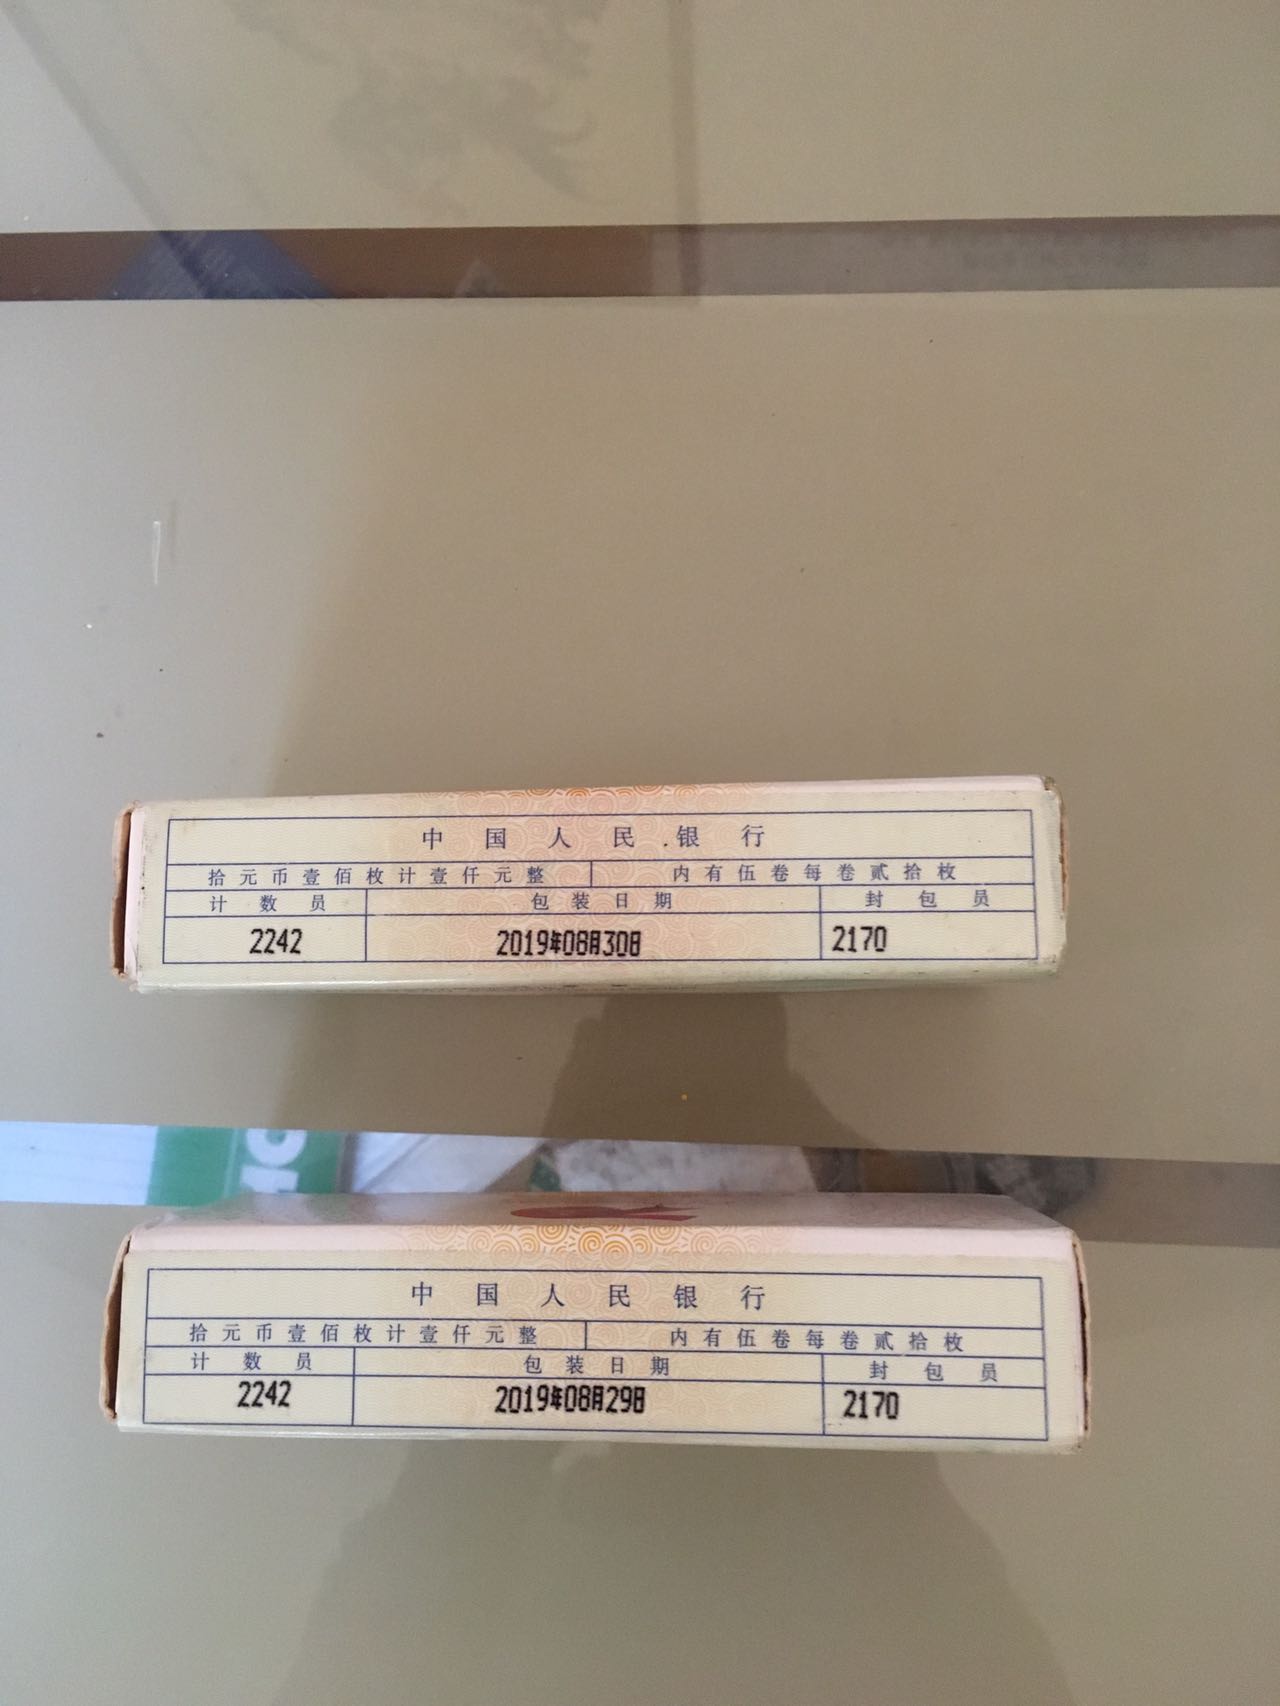 中国人民银行
拾元币壹佰枚计壹仟元整 内有伍卷每卷贰拾枚
计数员 包装日期 封包员
2242 2019年08月30日 2170
中国人民银行
拾元币壹佰枚计壹仟元整 内有伍卷每卷贰拾枚
计数员 包装日期 封包员
2242 2019年08月29日 2170